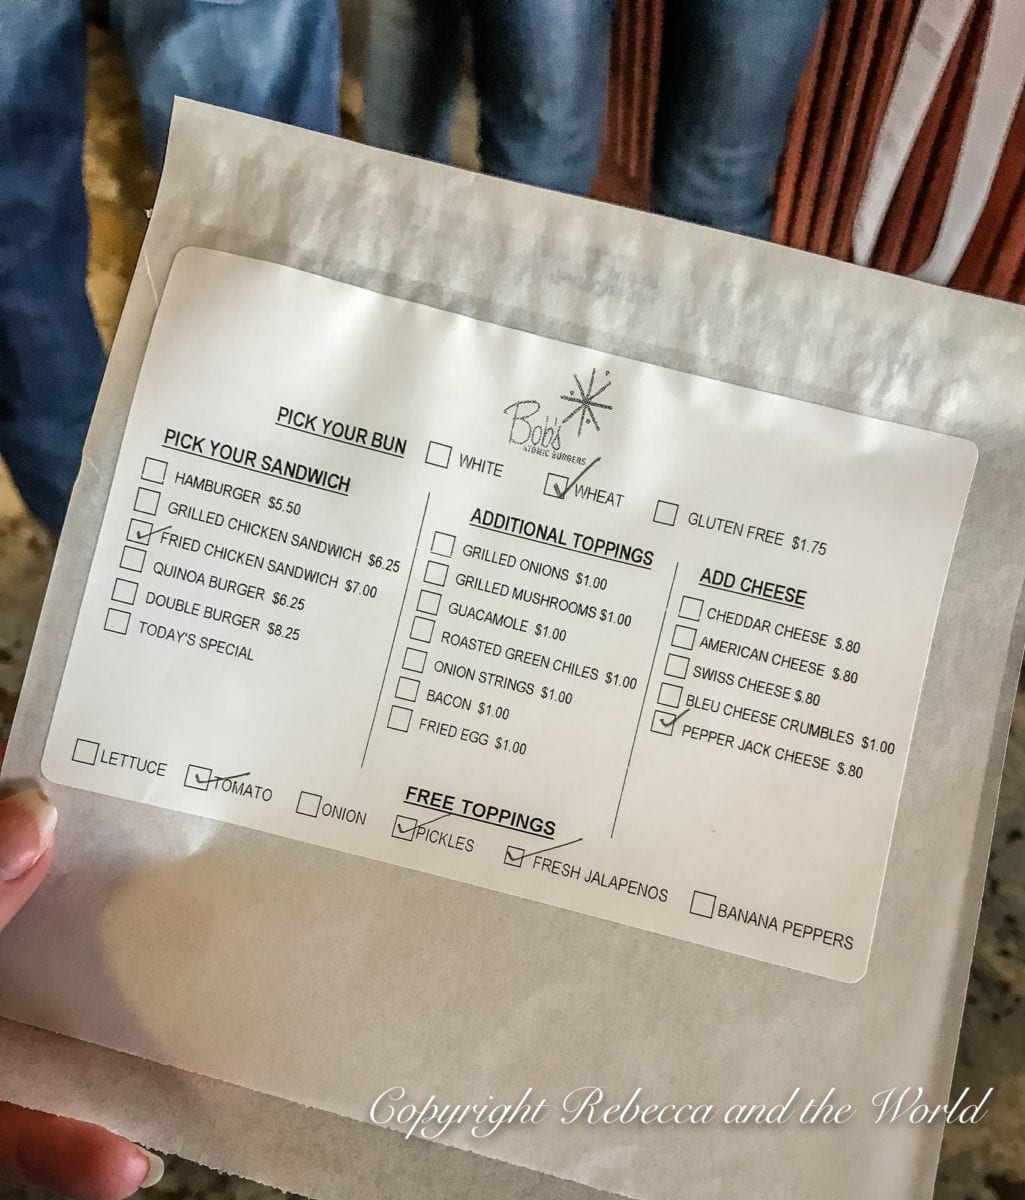 Bob's
ATOMIC BURGERS
PICK YOUR BUN
WHITE
WHEAT
GLUTEN FREE $1.75
PICK YOUR SANDWICH
HAMBURGER $5.50
GRILLED CHICKEN SANDWICH $6.25
FRIED CHICKEN SANDWICH $7.00
QUINOA BURGER $6.25
DOUBLE BURGER $8.25
TODAY'S SPECIAL
ADDITIONAL TOPPINGS
GRILLED ONIONS $1.00
GRILLED MUSHROOMS $1.00
GUACAMOLE $1.00
ROASTED GREEN CHILES $1.00
ONION STRINGS $1.00
BACON $1.00
FRIED EGG $1.00
ADD CHEESE
CHEDDAR CHEESE $.80
AMERICAN CHEESE $.80
SWISS CHEESE $.80
BLEU CHEESE CRUMBLES $1.00
PEPPER JACK CHEESE $.80
FREE TOPPINGS
LETTUCE
TOMATO
ONION
PICKLES
FRESH JALAPENOS
BANANA PEPPERS
Copyright Rebecca and the World